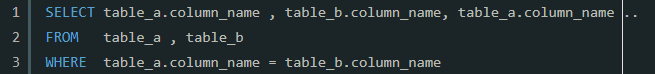 1 SELECT table_a.column_name , table_b.column_name, table_a.column_name ..
2 FROM   table_a , table_b
3 WHERE  table_a.column_name = table_b.column_name